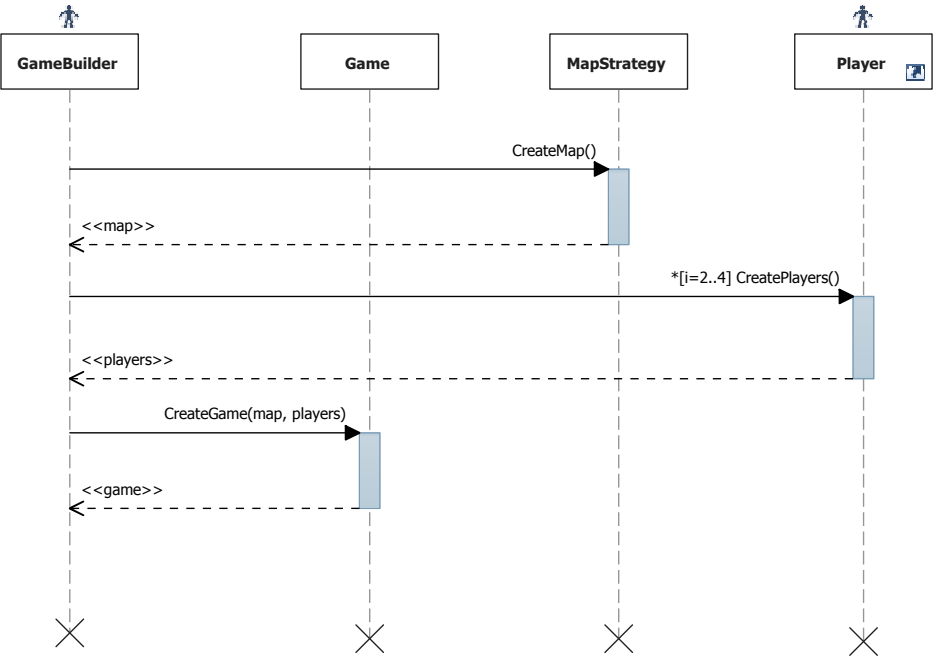 GameBuilder
Game
MapStrategy
Player
CreateMap()
<<map>>
*[i=2..4] CreatePlayers()
<<players>>
CreateGame(map, players)
<<game>>